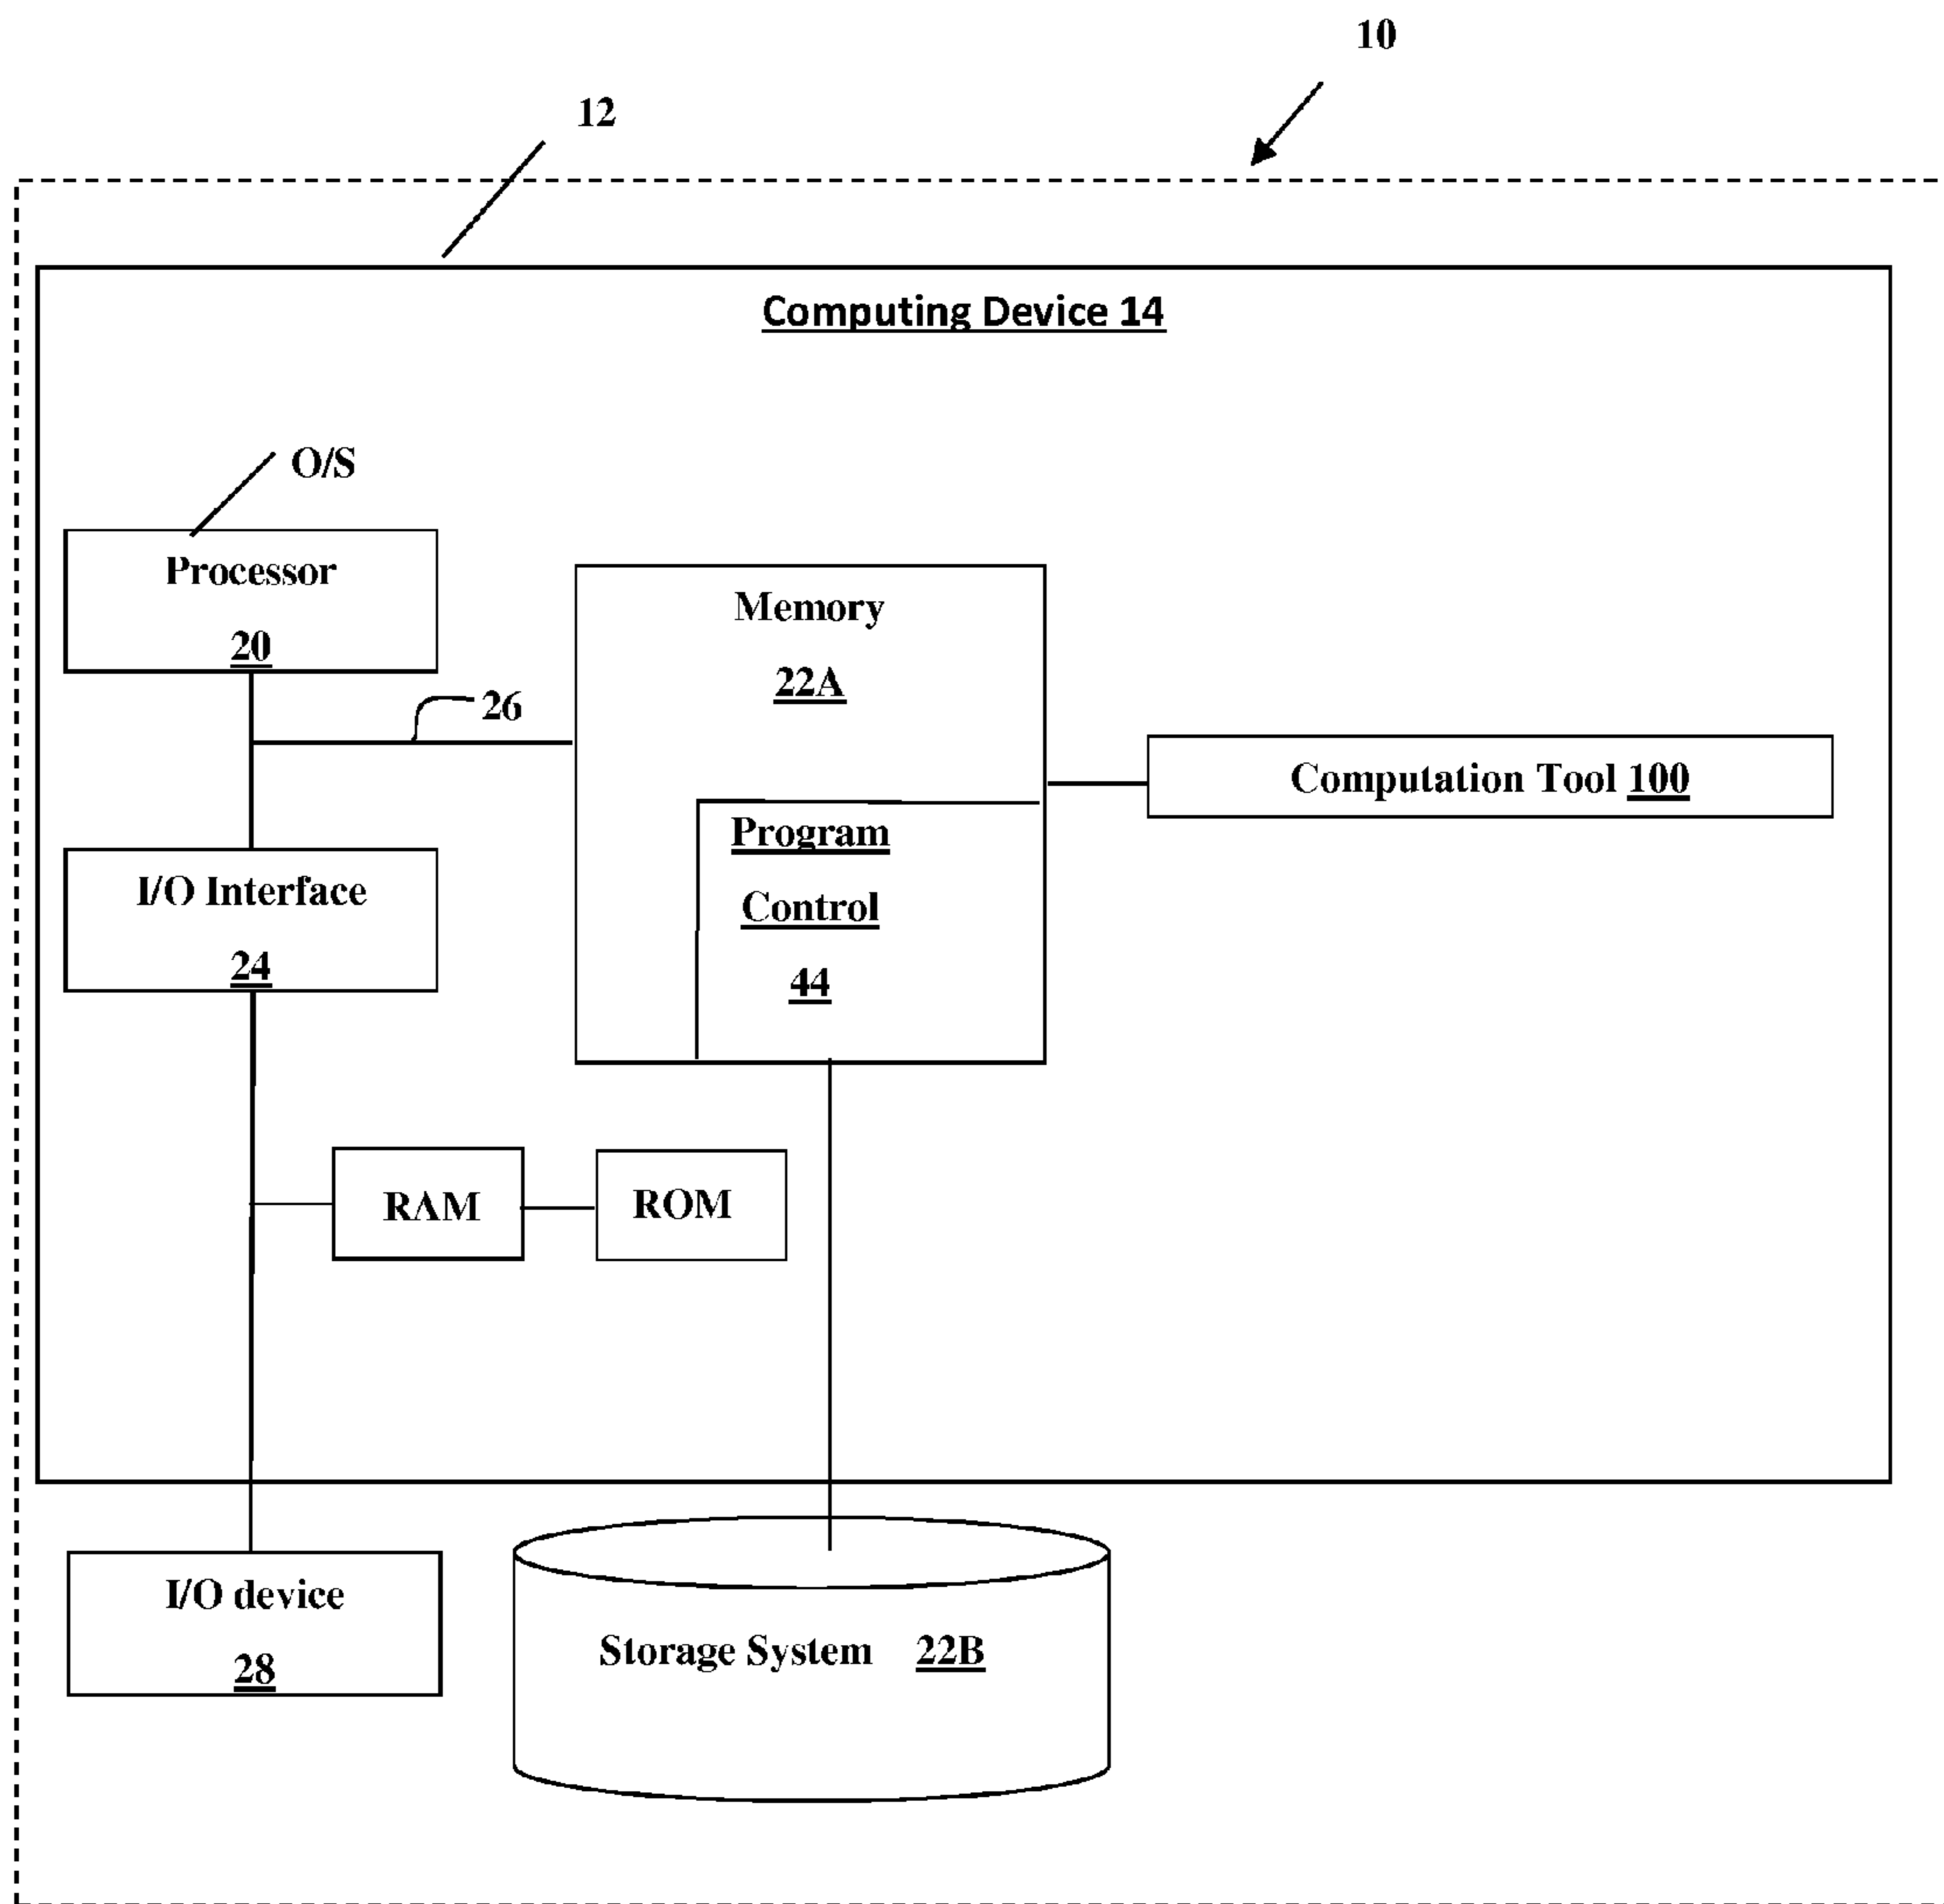 10
12
Computing Device 14
O/S
Processor
20
Memory
22A
26
Computation Tool 100
Program
Control
44
I/O Interface
24
RAM
ROM
I/O device
28
Storage System 22B